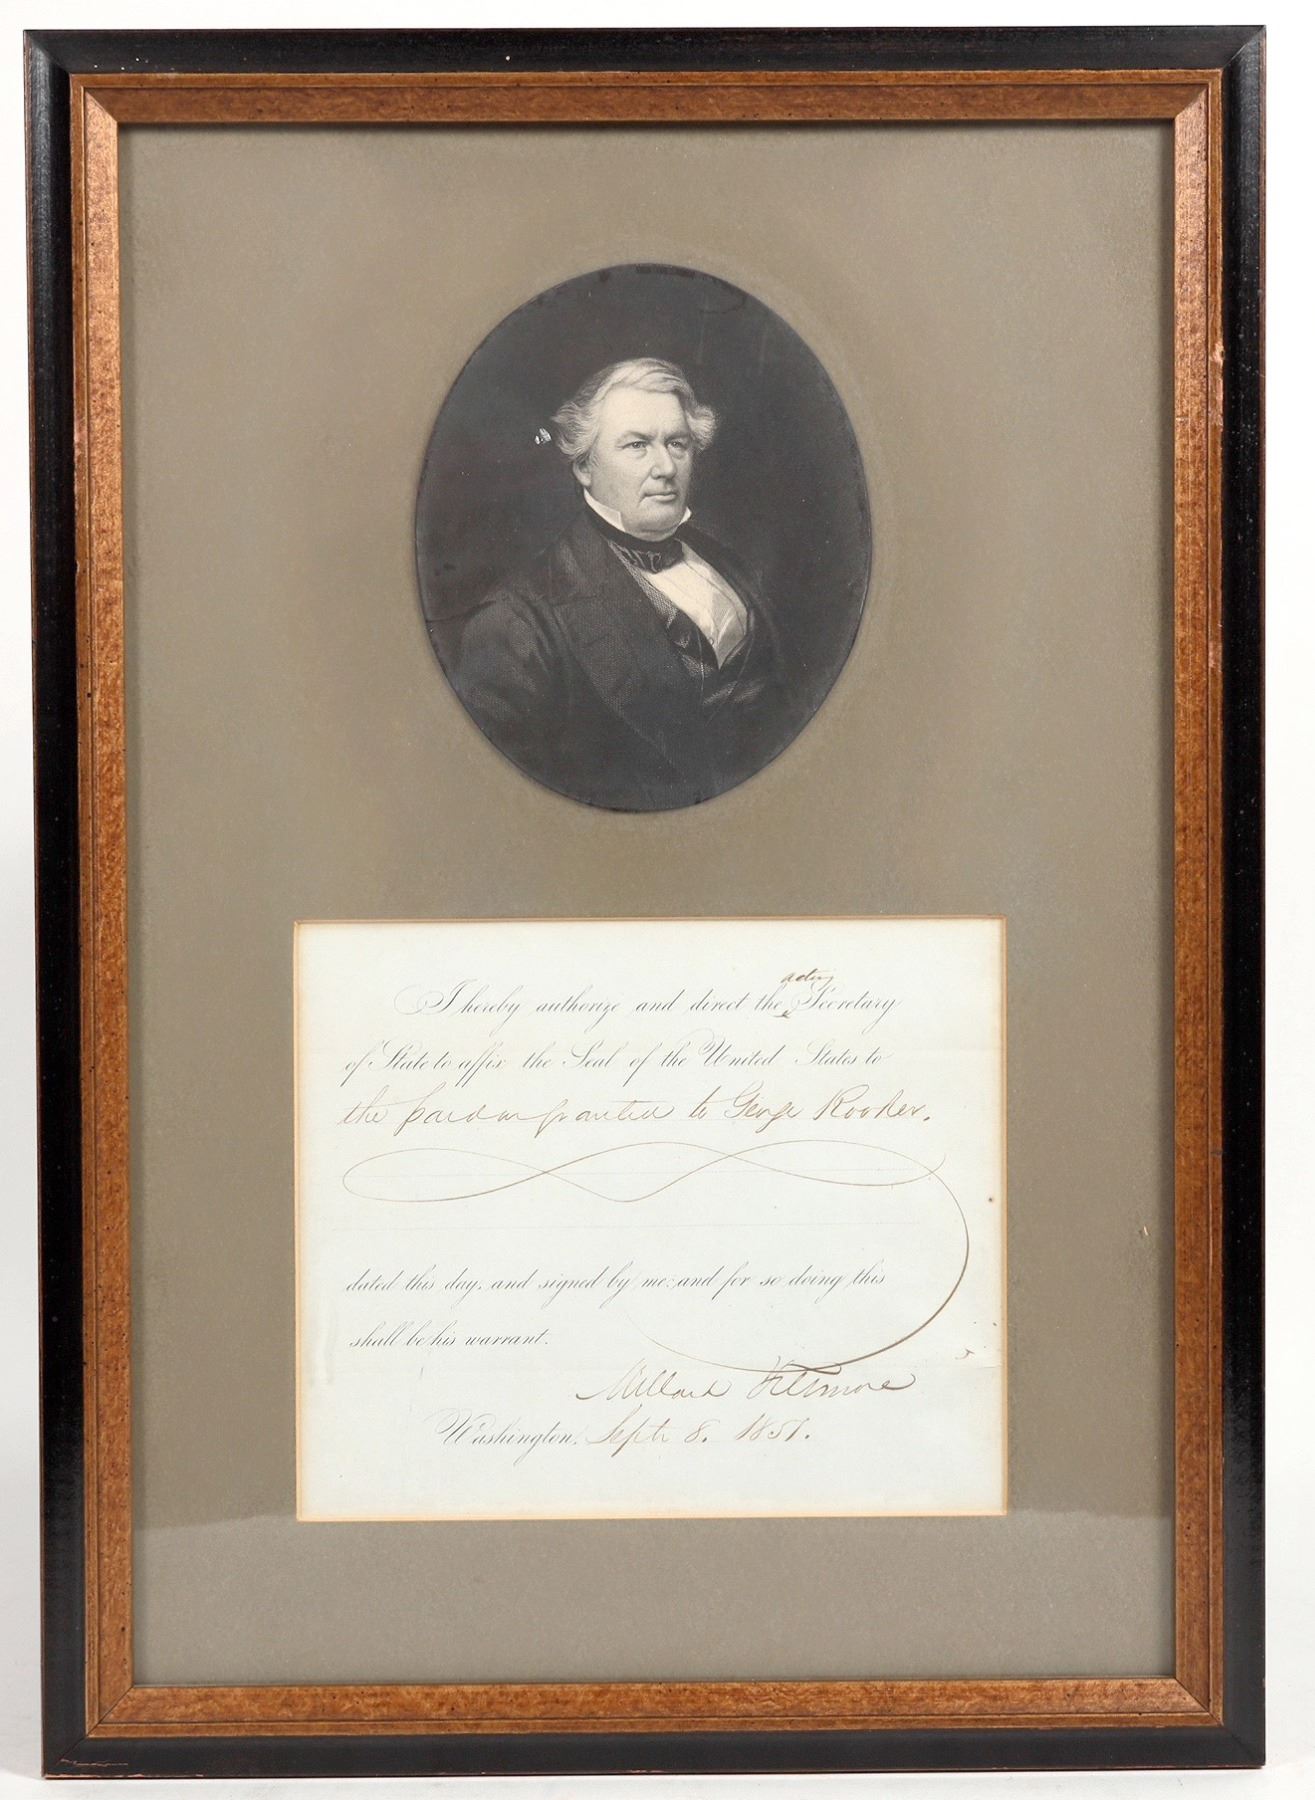 I hereby authorize and direct the acting Secretary
of State to affix the Seal of the United States to
the pardon granted to George Rooker.
dated this day, and signed by me: and for so doing this
shall be his warrant.
Millard Fillmore
Washington, Sept. 8. 1851.